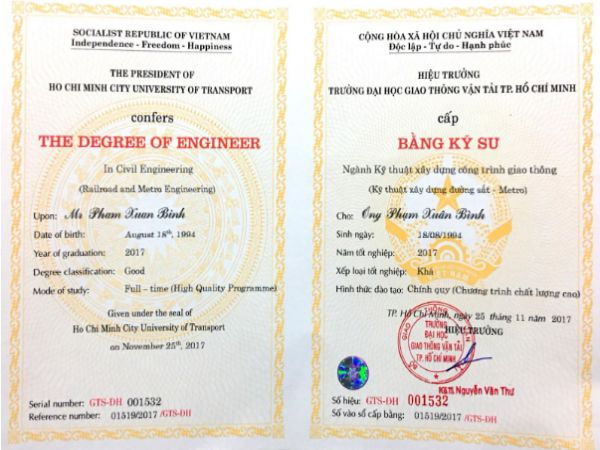 SOCIALIST REPUBLIC OF VIETNAM
Independence - Freedom - Happiness
THE PRESIDENT OF
HO CHI MINH CITY UNIVERSITY OF TRANSPORT
confers
THE DEGREE OF ENGINEER
In Civil Engineering
(Railroad and Metro Engineering)
Upon: Mr Pham Xuan Binh
Date of birth: August 18th, 1994
Year of graduation: 2017
Degree classification: Good
Mode of study: Full - time (High Quality Programme)
Given under the seal of
Ho Chi Minh City University of Transport
on November 25th, 2017
Serial number: GTS-ĐH 001532
Reference number: 01519/2017 /GTS-ĐH
CỘNG HÒA XÃ HỘI CHỦ NGHĨA VIỆT NAM
Độc lập - Tự do - Hạnh phúc
HIỆU TRƯỞNG
TRƯỜNG ĐẠI HỌC GIAO THÔNG VẬN TẢI TP. HỒ CHÍ MINH
cấp
BẰNG KỸ SƯ
Ngành Kỹ thuật xây dựng công trình giao thông
(Kỹ thuật xây dựng đường sắt - Metro)
Cho: Ông Phạm Xuân Bình
Sinh ngày: 18/08/1994
Năm tốt nghiệp: 2017
Xếp loại tốt nghiệp: Khá
Hình thức đào tạo: Chính quy (Chương trình chất lượng cao)
TP. Hồ Chí Minh, ngày 25 tháng 11 năm 2017
HIỆU TRƯỞNG
TRƯỜNG
ĐẠI HỌC
GIAO THÔNG VẬN TẢI
TP. HỒ CHÍ MINH
Nguyễn Văn Thư
Số hiệu: GTS-ĐH 001532
Số vào sổ cấp bằng: 01519/2017 /GTS-ĐH